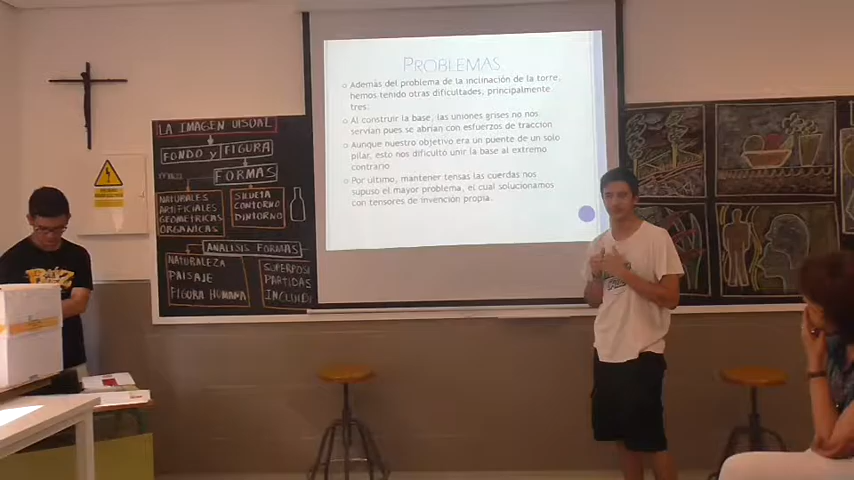 PROBLEMAS
Además del problema de la inclinación de la torre,
hemos tenido otras dificultades, principalmente
tres:
Al construir la base, las uniones grises no nos
servían pues se abrían con esfuerzos de tracción
Aunque nuestro objetivo era un puente de un solo
pilar, esto nos dificulto unir la base al extremo
contrario
Por ultimo, mantener tensas las cuerdas nos
supuso el mayor problema, el cual solucionamos
con tensores de invención propia.
LA IMAGEN VISUAL
FONDO y FIGURA
FORMAS
NATURALES
ARTIFICIALES
GEOMETRICAS
ORGANICAS
SILUETA
CONTORNO
DINTORNO
ANALISIS FORMAS
NATURALEZA
PAISAJE
FIGURA HUMANA
PARTIDAS